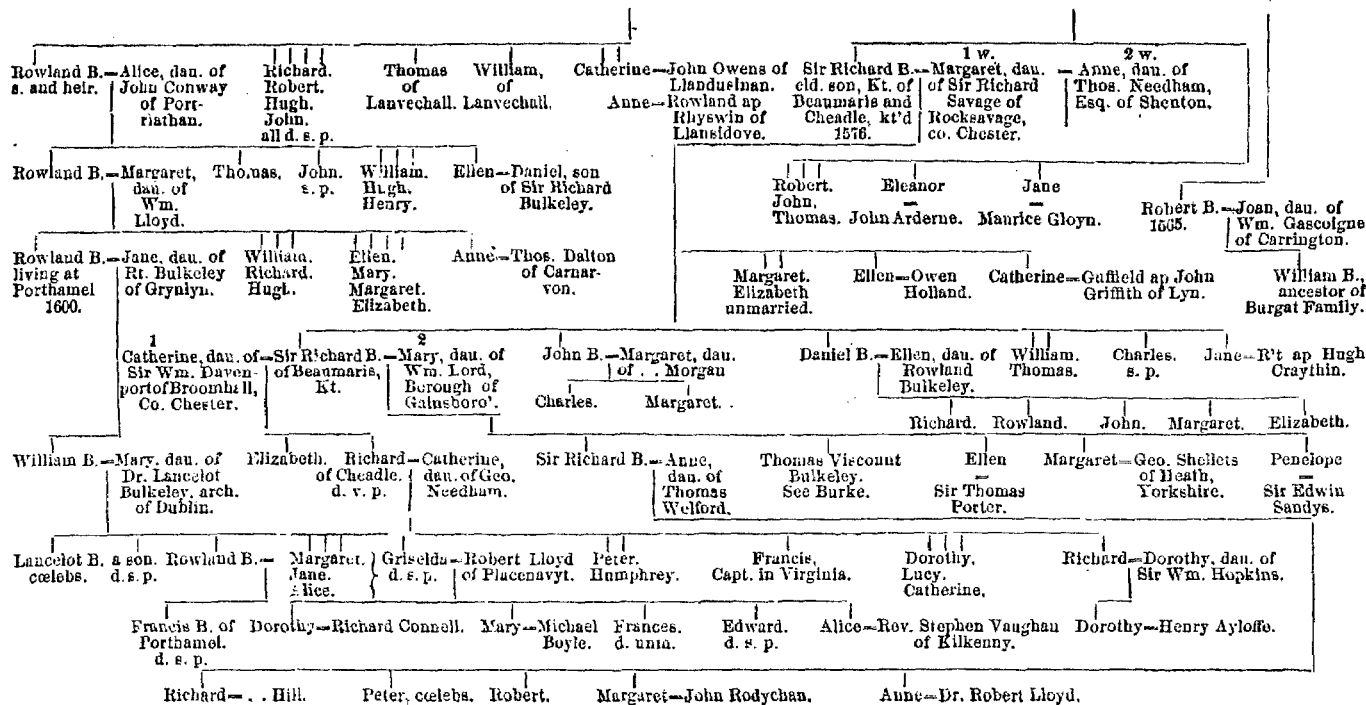 1 w. 2 w.
Rowland B.=Alice, dau. of Richard. Thomas William, Catherine=John Owens of Sir Richard B.=Margaret, dau. =Anne, dau. of
s. and heir. John Conway Robert. of of Llandusinan. eld. son, Kt. of of Sir Richard Thos. Needham,
of Port- Hugh. Lanvechall. Lanvechall. Anne=Rowland ap Beaumaris and Savage of Esq. of Shenton.
riathan. John. Rhyswin of Cheadle, kt'd Rocksavage,
all d. s. p. Llansidove. 1576. co. Chester.
Rowland B.=Margaret, Thomas. John. William. Ellen=Daniel, son
dau. of s. p. Hugh. of Sir Richard
Wm. Henry. Bulkeley.
Lloyd.
Robert. Eleanor Jane
John, = =
Thomas. John Arderne. Maurice Gloyn.
Robert B.=Joan, dau. of
1565. Wm. Gascoigne
of Carrington.
Rowland B.=Jane, dau. of William. Ellen. Anne=Thos. Dalton
living at Rt. Bulkeley Richard. Mary. of Carnar-
Porthamel of Grynlyn. Hugh. Margaret. von.
1600. Elizabeth.
Margaret. Ellen=Owen Catherine=Guffield ap John
Elizabeth Holland. Griffith of Lyn.
unmarried.
William B.,
ancestor of
Burgat Family.
1 2
Catherine, dau. of=Sir Richard B.=Mary, dau. of John B.=Margaret, dau. Daniel B.=Ellen, dau. of William. Charles. Jane=R't ap Hugh
Sir Wm. Daven- of Beaumaris, Wm. Lord, of . . Morgan Rowland Thomas. s. p. Craythin.
port of Broomhall, Kt. Borough of Bulkeley.
Co. Chester. Gainsboro'. Charles. Margaret. .
Richard. Rowland. John. Margaret. Elizabeth.
William B.=Mary, dau. of Elizabeth. Richard=Catherine, Sir Richard B.=Anne, Thomas Viscount Ellen Margaret=Geo. Shellets Penelope
Dr. Lancelot of Cheadle. dau. of Geo. dau. of Bulkeley. = of Heath, =
Bulkeley, arch. d. v. p. Needham. Thomas See Burke. Sir Thomas Yorkshire. Sir Edwin
of Dublin. Welford. Porter. Sandys.
Lancelot B. a son. Rowland B.= Margaret. Griselda=Robert Lloyd Peter. Francis, Dorothy. Richard=Dorothy, dau. of
cœlebs. d.s.p. Jane. d. s. p. of Placenavyt. Humphrey. Capt. in Virginia. Lucy. Sir Wm. Hopkins.
Alice. Catherine.
Francis B. of Dorothy=Richard Connell. Mary=Michael Frances. Edward. Alice=Rev. Stephen Vaughan Dorothy=Henry Ayloffe.
Porthamel. Boyle. d. unm. d. s. p. of Kilkenny.
d. s. p.
Richard=. . Hill. Peter, cœlebs. Robert. Margaret=John Rodychan. Anne=Dr. Robert Lloyd.